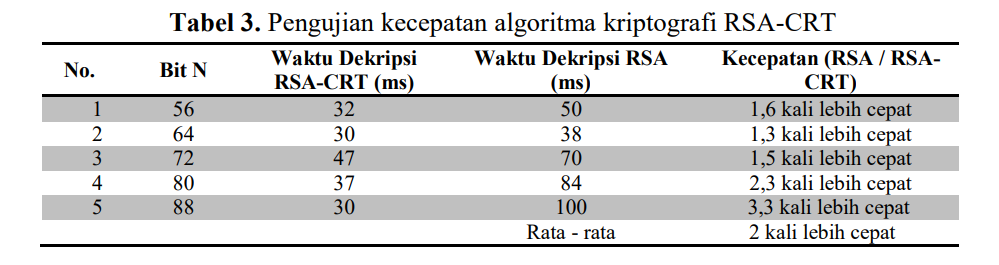 Tabel 3. Pengujian kecepatan algoritma kriptografi RSA-CRT
No. Bit N Waktu Dekripsi RSA-CRT (ms) Waktu Dekripsi RSA (ms) Kecepatan (RSA / RSA-CRT)
1 56 32 50 1,6 kali lebih cepat
2 64 30 38 1,3 kali lebih cepat
3 72 47 70 1,5 kali lebih cepat
4 80 37 84 2,3 kali lebih cepat
5 88 30 100 3,3 kali lebih cepat
Rata - rata 2 kali lebih cepat